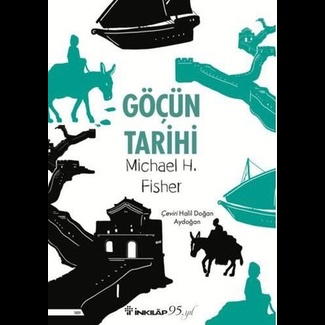 GÖÇÜN
TARİHİ
Michael H.
Fisher
Çeviri Halil Doğan
Aydoğan
İNKILÂP 95.yıl